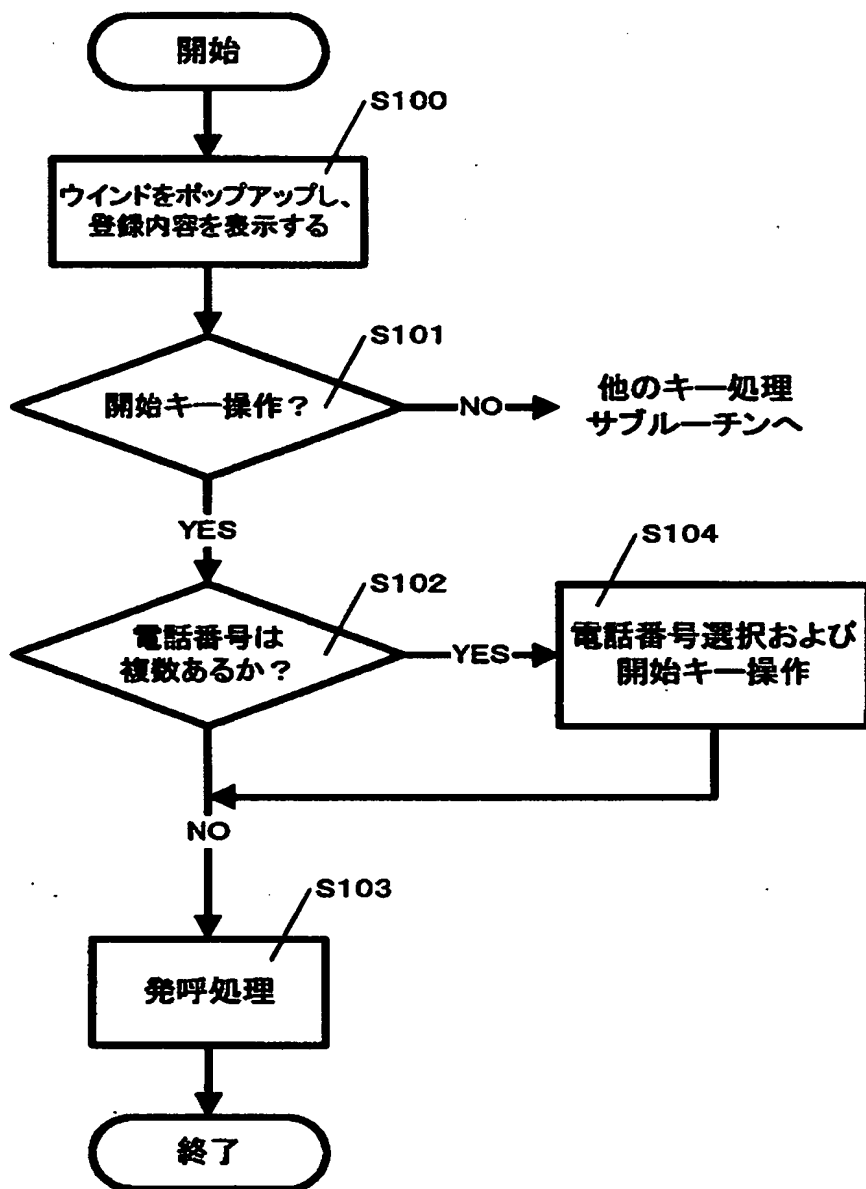 開始
S100
ウインドをポップアップし、
登録内容を表示する
S101
開始キー操作?
NO
他のキー処理
サブルーチンへ
YES
S102
電話番号は
複数あるか?
YES
S104
電話番号選択および
開始キー操作
NO
S103
発呼処理
終了